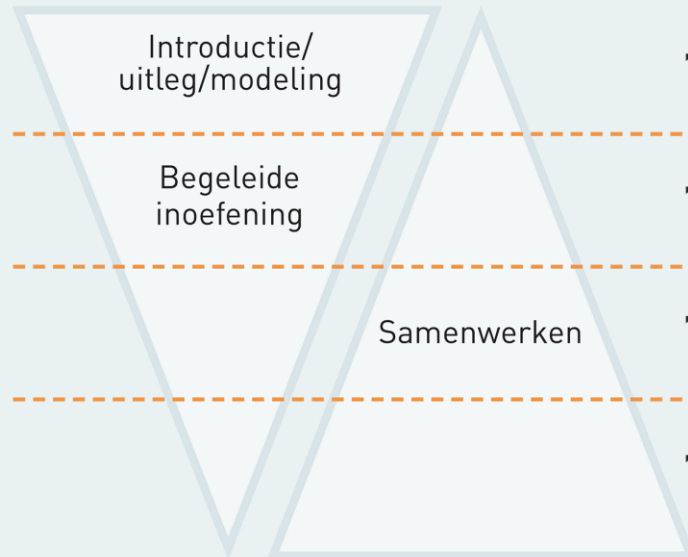 Introductie/
uitleg/modeling
Begeleide
inoefening
Samenwerken